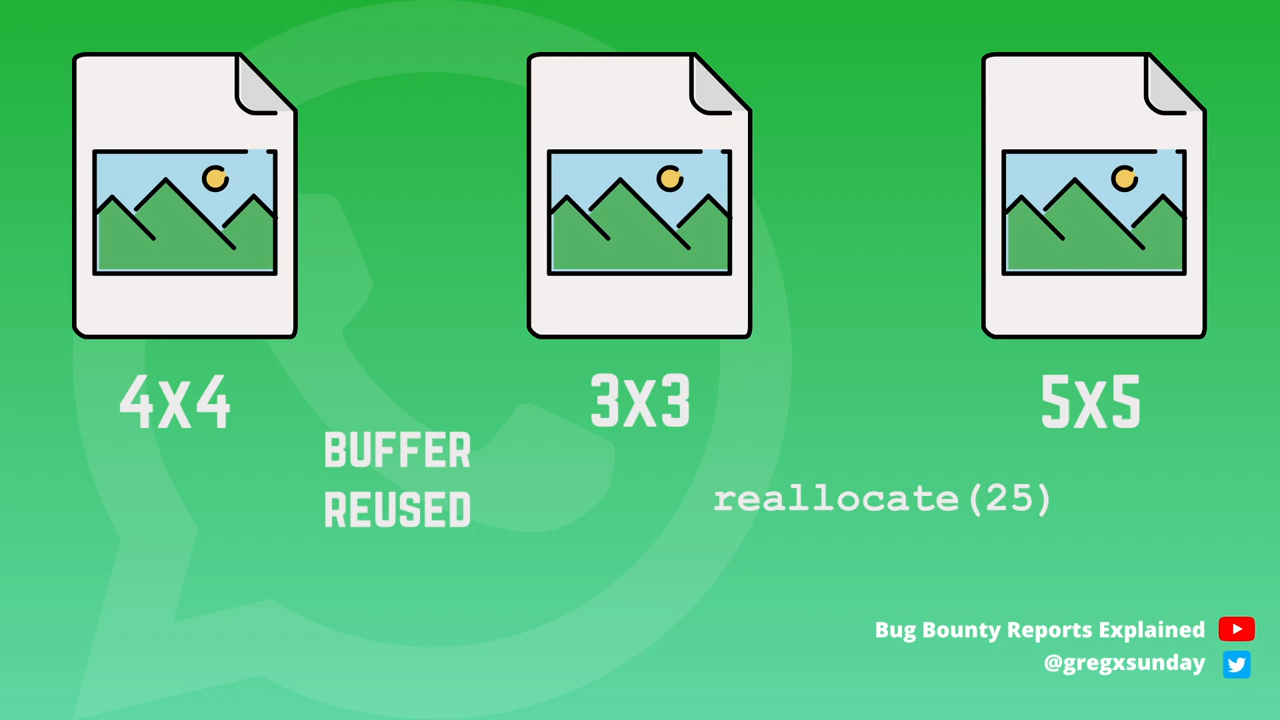 4X4
3X3
5X5
BUFFER
REUSED
reallocate(25)
Bug Bounty Reports Explained
@gregxsunday